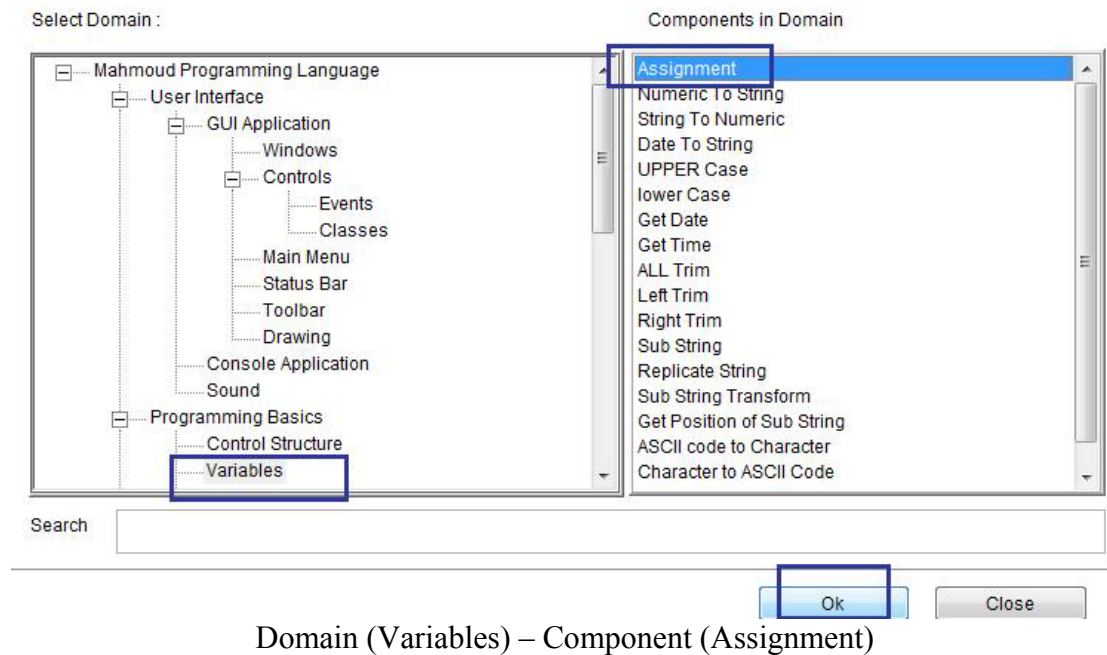 Select Domain :
Components in Domain
Mahmoud Programming Language
User Interface
GUI Application
Windows
Controls
Events
Classes
Main Menu
Status Bar
Toolbar
Drawing
Console Application
Sound
Programming Basics
Control Structure
Variables
Assignment
Numeric To String
String To Numeric
Date To String
UPPER Case
lower Case
Get Date
Get Time
ALL Trim
Left Trim
Right Trim
Sub String
Replicate String
Sub String Transform
Get Position of Sub String
ASCII code to Character
Character to ASCII Code
Search
Ok
Close
Domain (Variables) – Component (Assignment)